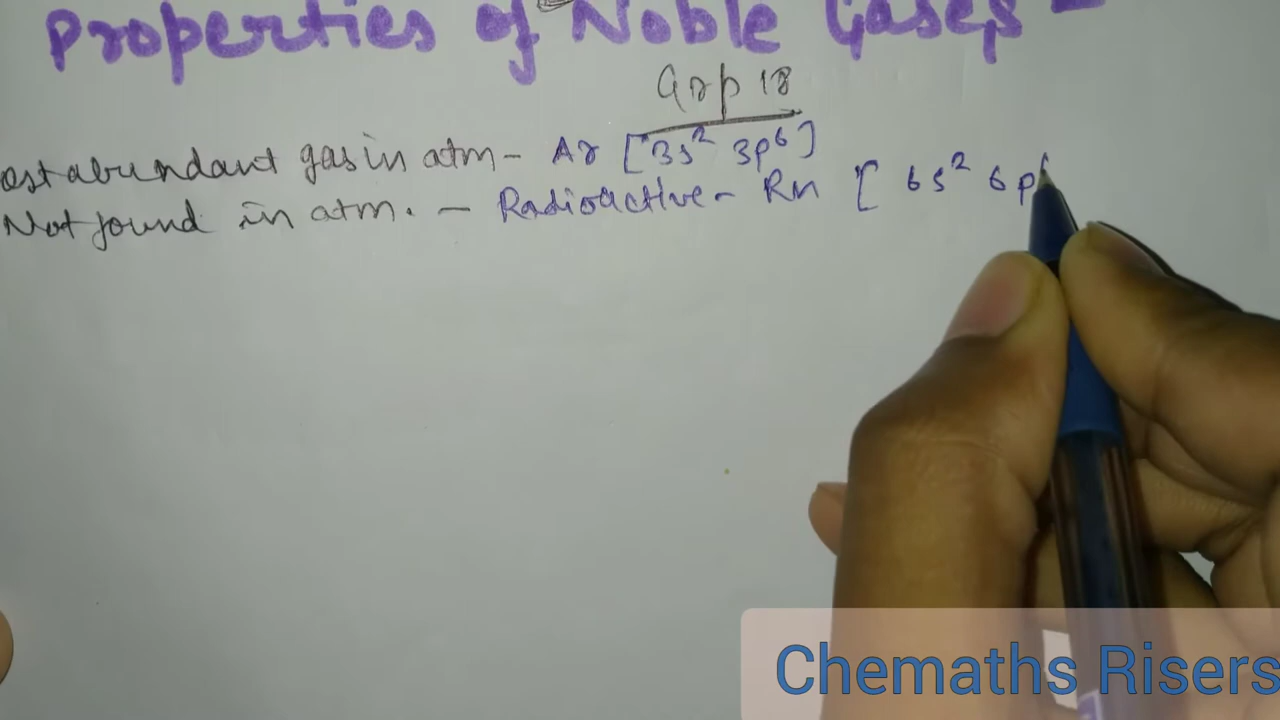 Properties of Noble Gases -
Grp 18
ost abundant gas in atm - Ar [3s² 3p⁶]
Not found in atm. - Radioactive - Rn [ 6s² 6p⁶
Chemaths Risers